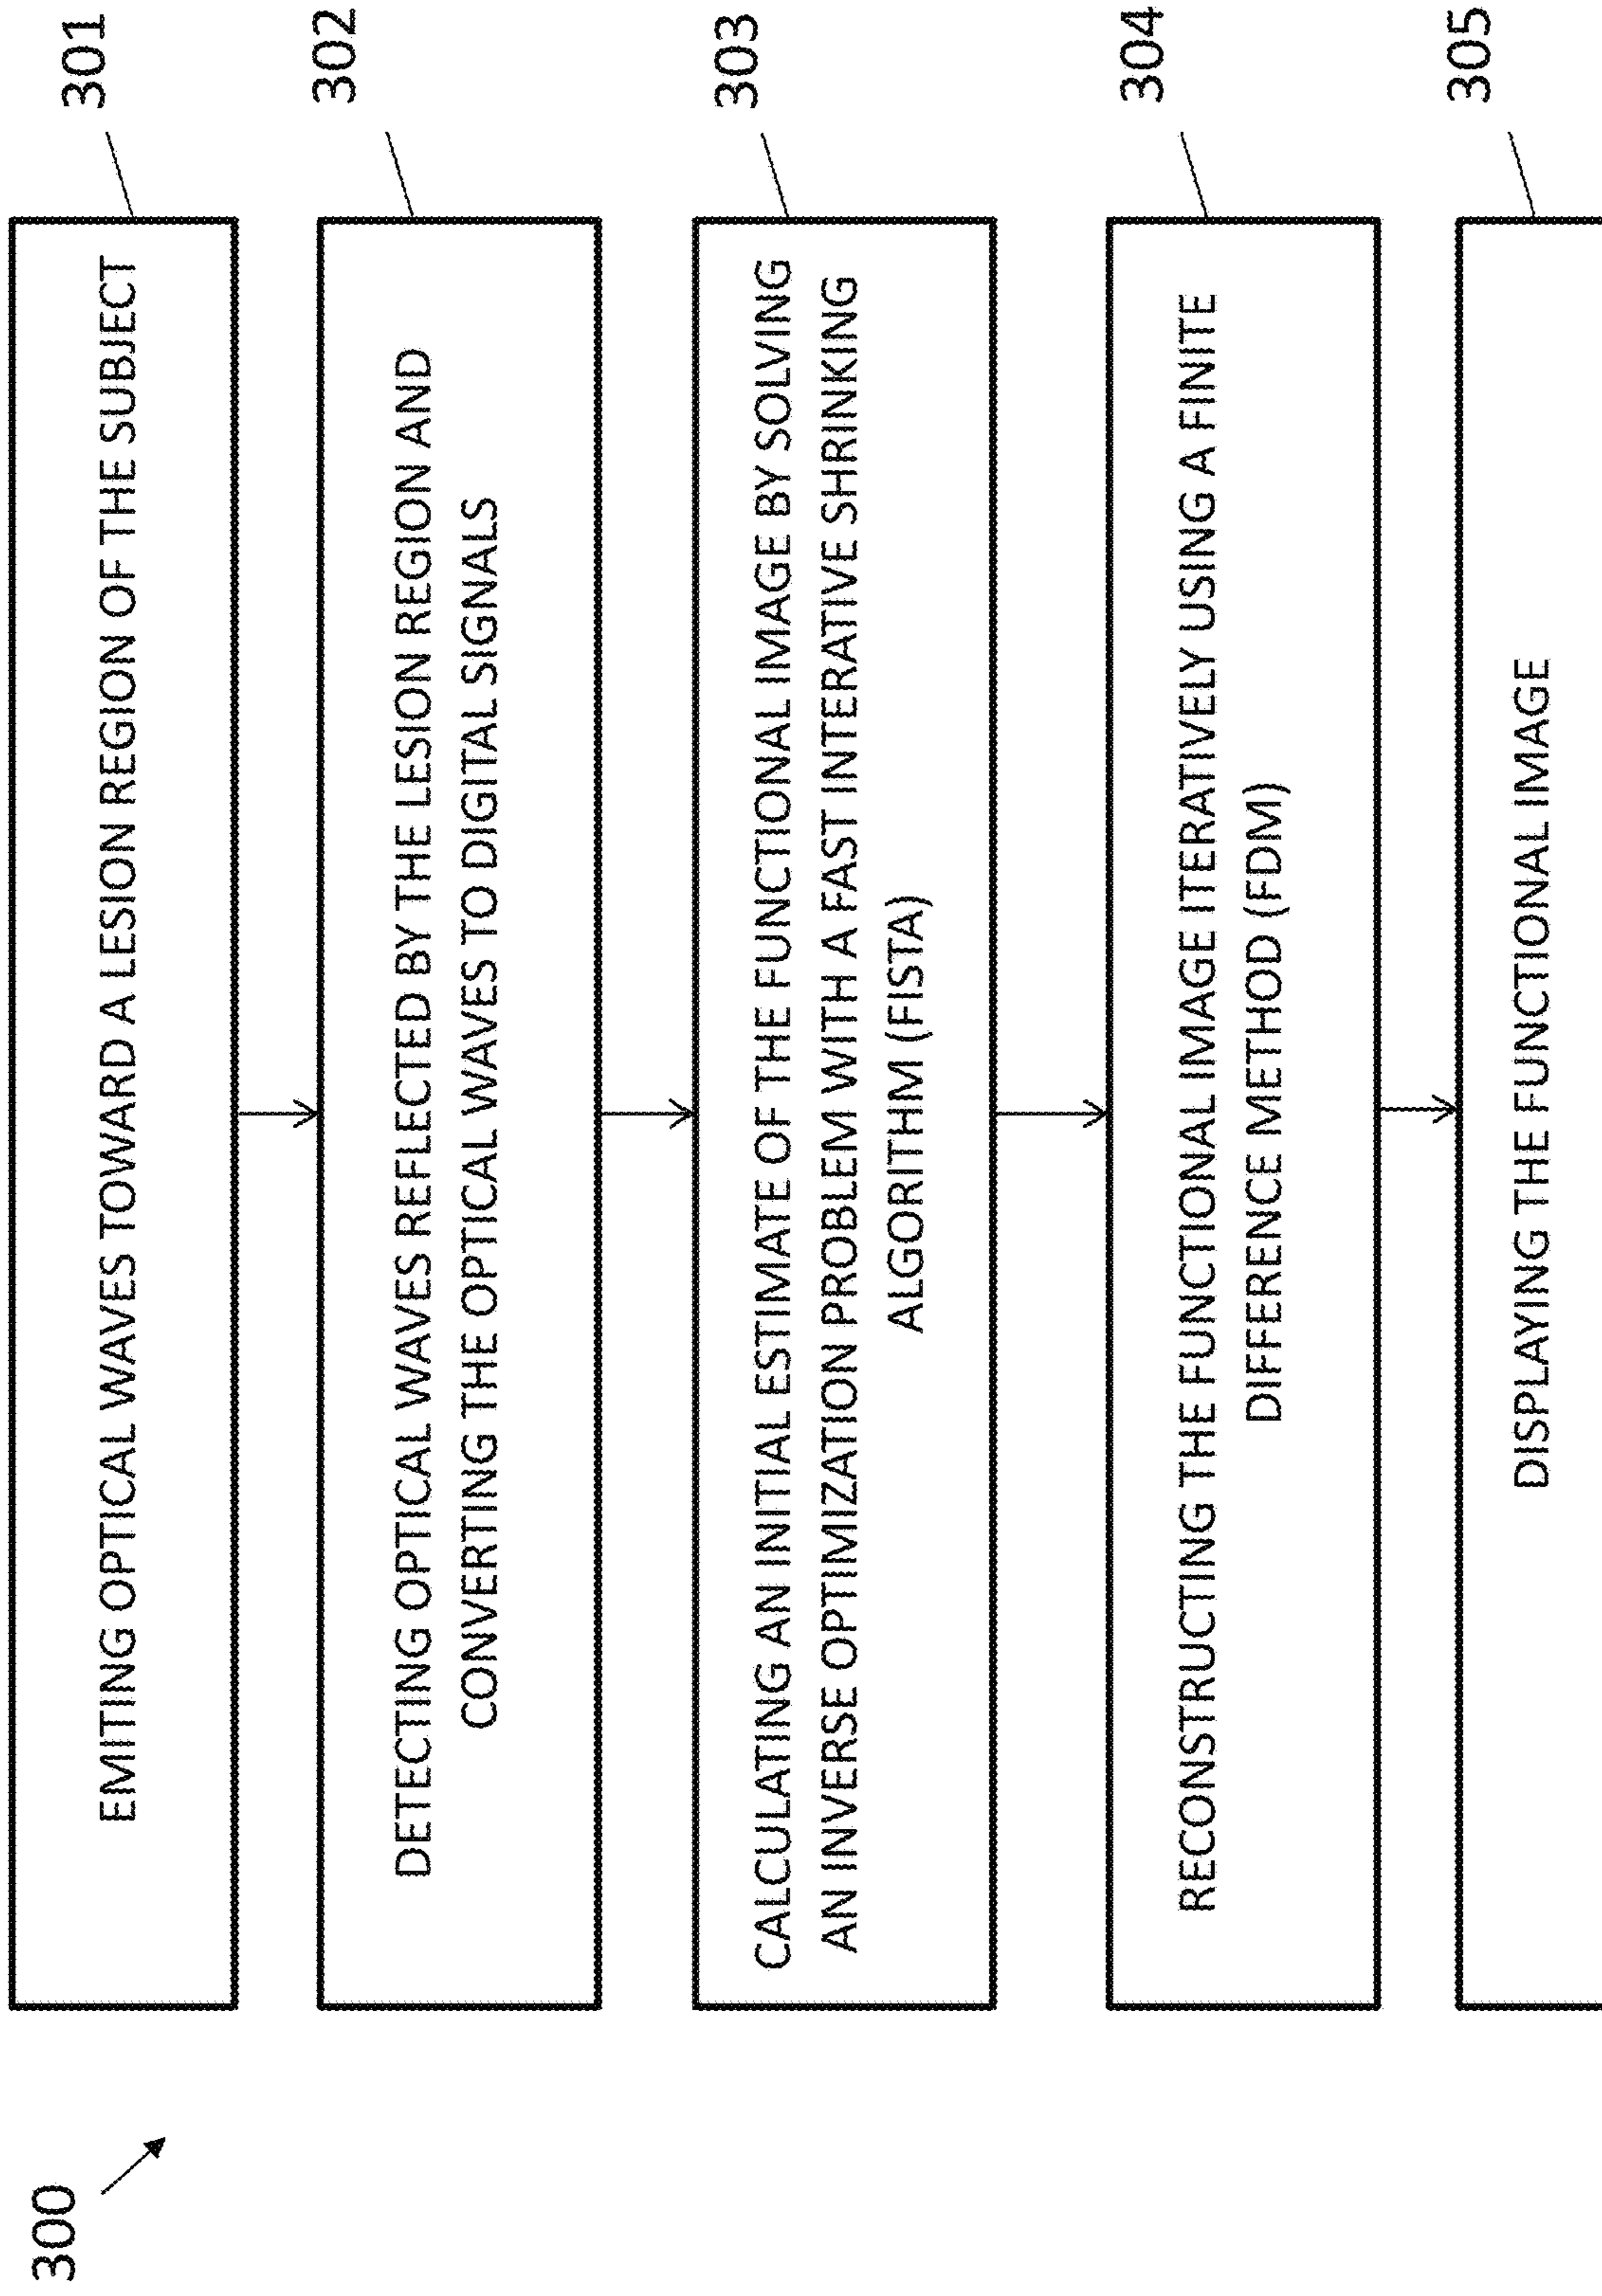 300
301
EMITING OPTICAL WAVES TOWARD A LESION REGION OF THE SUBJECT
302
DETECTING OPTICAL WAVES REFLECTED BY THE LESION REGION AND
CONVERTING THE OPTICAL WAVES TO DIGITAL SIGNALS
303
CALCULATING AN INITIAL ESTIMATE OF THE FUNCTIONAL IMAGE BY SOLVING
AN INVERSE OPTIMIZATION PROBLEM WITH A FAST INTERATIVE SHRINKING
ALGORITHM (FISTA)
304
RECONSTRUCTING THE FUNCTIONAL IMAGE ITERATIVELY USING A FINITE
DIFFERENCE METHOD (FDM)
305
DISPLAYING THE FUNCTIONAL IMAGE